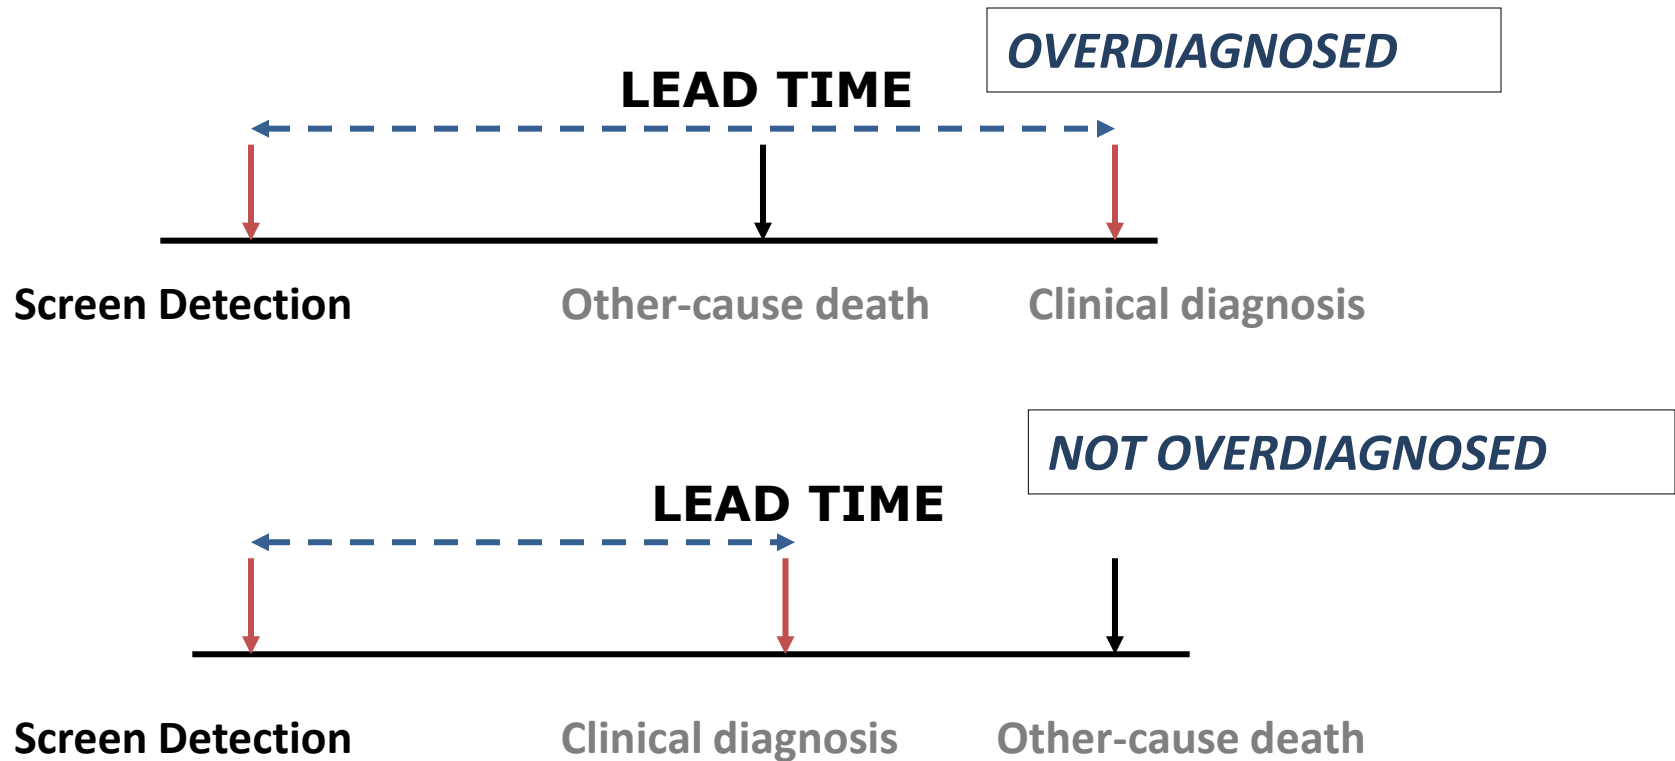 OVERDIAGNOSED
LEAD TIME
Screen Detection Other-cause death Clinical diagnosis
NOT OVERDIAGNOSED
LEAD TIME
Screen Detection Clinical diagnosis Other-cause death